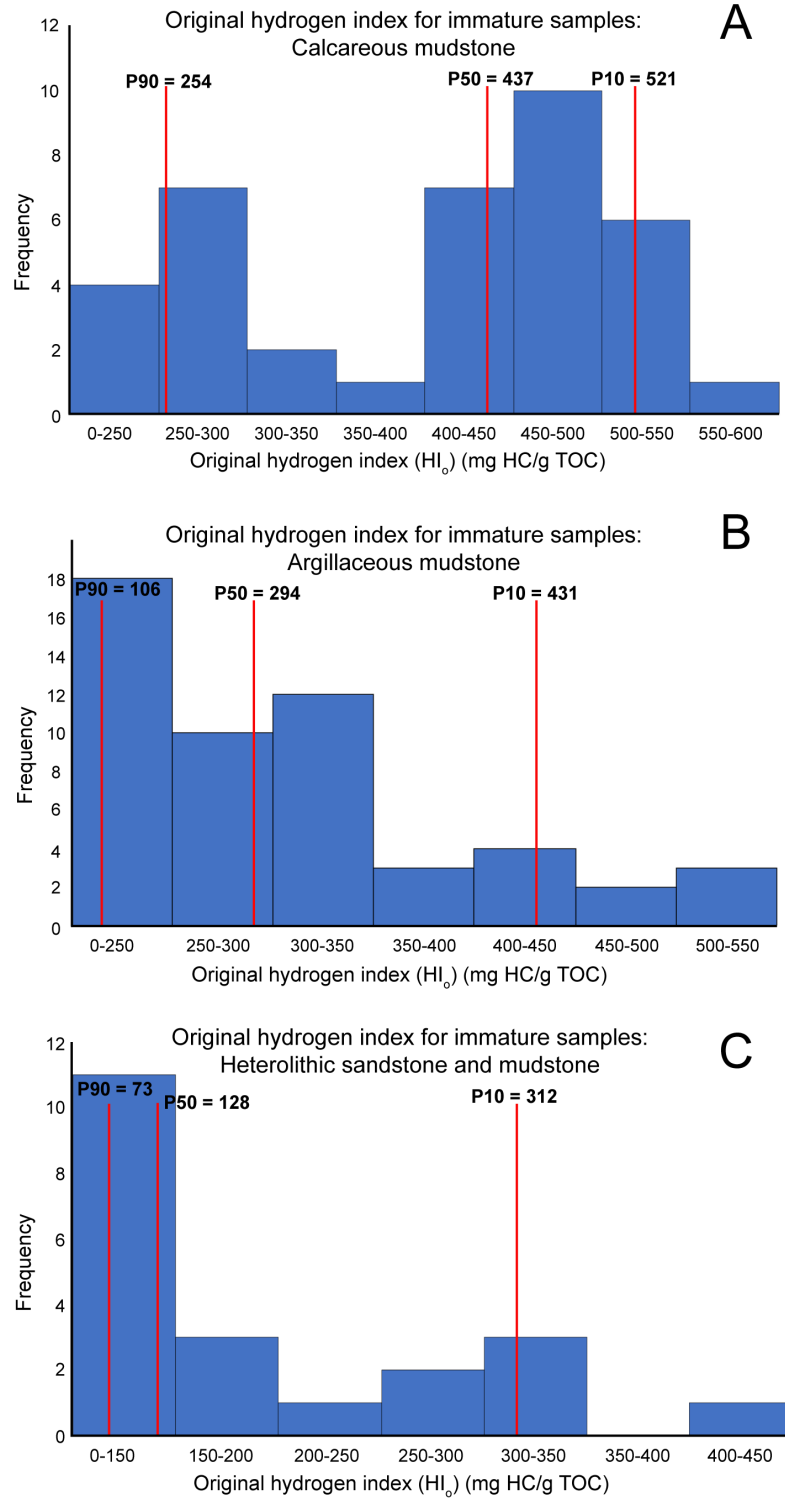 Original hydrogen index for immature samples:
Calcareous mudstone
A
P90 = 254
P50 = 437
P10 = 521
Frequency
12
10
8
6
4
2
0
0-250
250-300
300-350
350-400
400-450
450-500
500-550
550-600
Original hydrogen index (HIo) (mg HC/g TOC)
Original hydrogen index for immature samples:
Argillaceous mudstone
B
P90 = 106
P50 = 294
P10 = 431
Frequency
18
16
14
12
10
8
6
4
2
0
0-250
250-300
300-350
350-400
400-450
450-500
500-550
Original hydrogen index (HIo) (mg HC/g TOC)
Original hydrogen index for immature samples:
Heterolithic sandstone and mudstone
C
P90 = 73
P50 = 128
P10 = 312
Frequency
12
10
8
6
4
2
0
0-150
150-200
200-250
250-300
300-350
350-400
400-450
Original hydrogen index (HIo) (mg HC/g TOC)